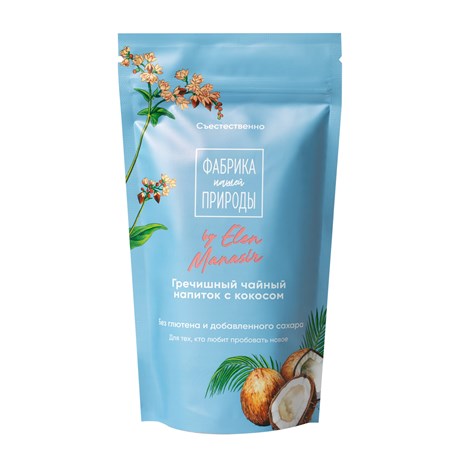 Съестественно
ФАБРИКА
нашей
ПРИРОДЫ
by Elen
Manasir
Гречишный чайный
напиток с кокосом
Без глютена и добавленного сахара
Для тех, кто любит пробовать новое